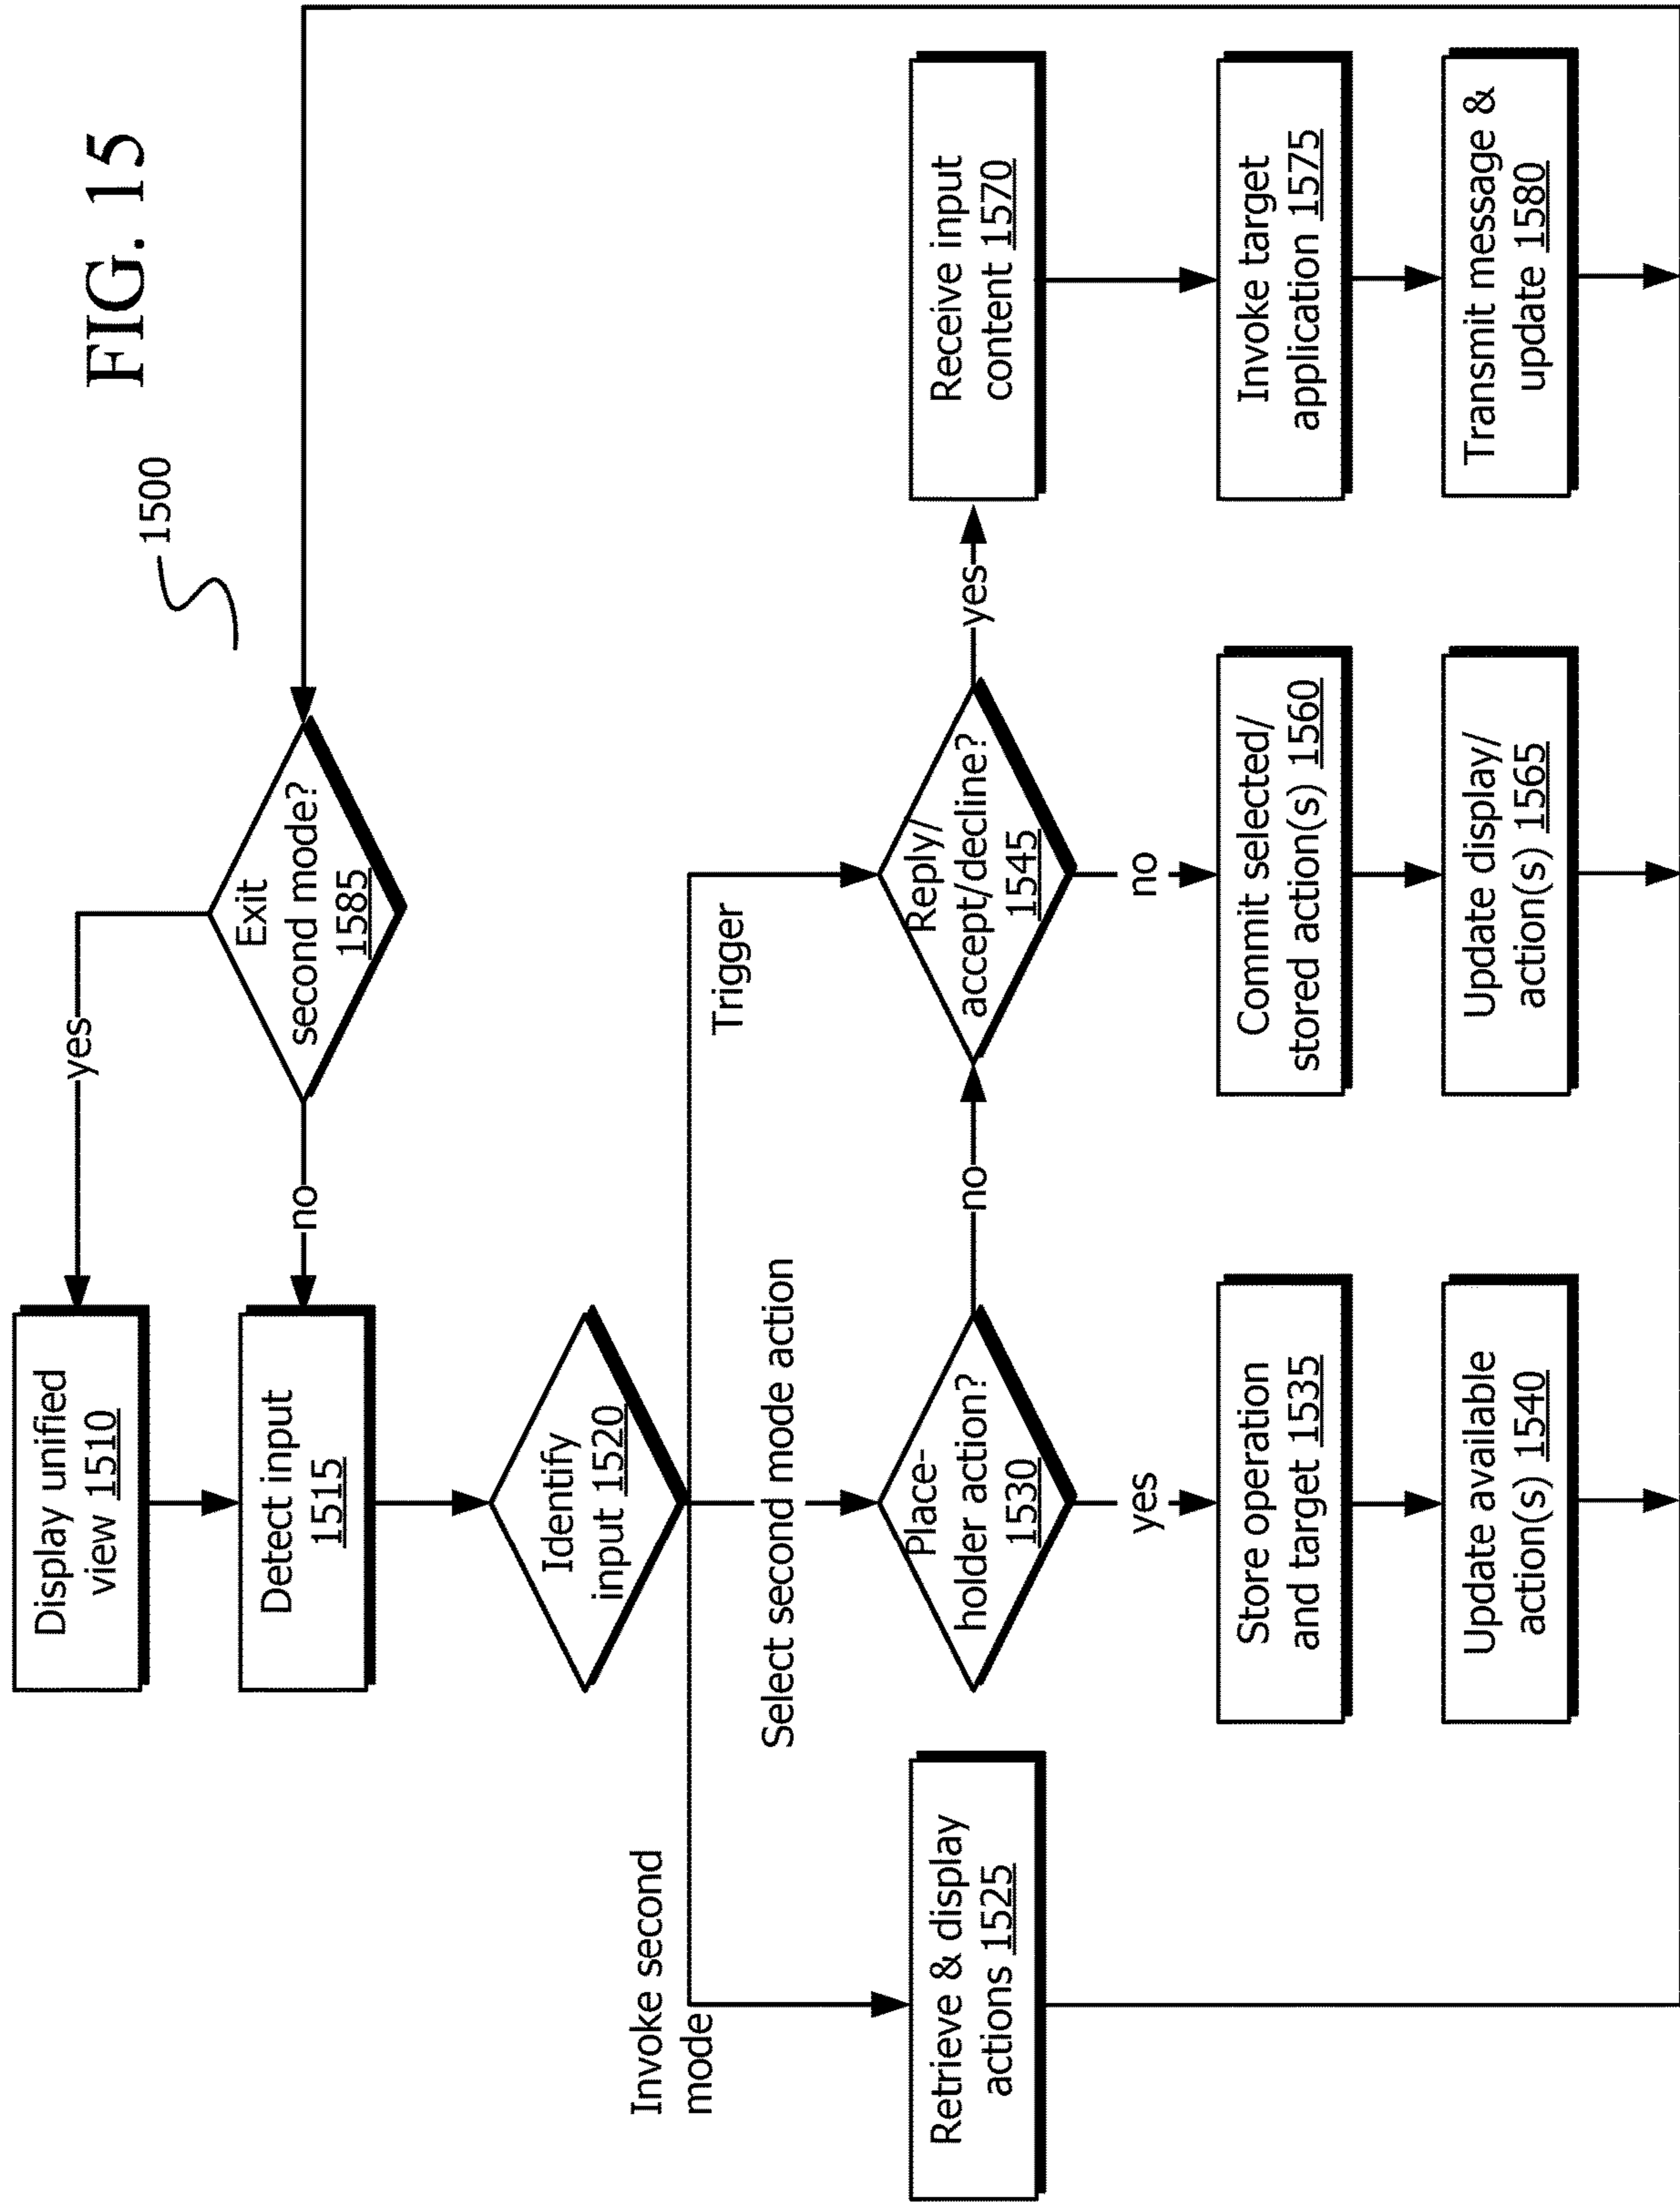 FIG. 15
1500
Display unified
view 1510
yes
Exit
second mode?
1585
no
Detect input
1515
Identify
input 1520
Invoke second
mode
Select second mode action
Trigger
Retrieve & display
actions 1525
Place-
holder action?
1530
no
Reply/
accept/decline?
1545
yes
Receive input
content 1570
yes
no
Store operation
and target 1535
Commit selected/
stored action(s) 1560
Invoke target
application 1575
Update available
action(s) 1540
Update display/
action(s) 1565
Transmit message &
update 1580